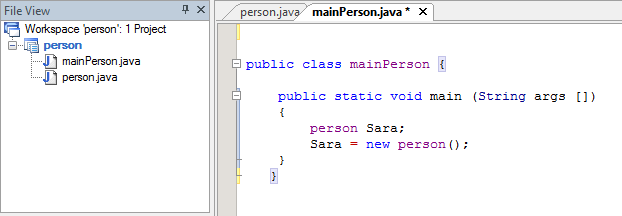 File View
Workspace 'person': 1 Project
person
mainPerson.java
person.java
person.java
mainPerson.java *
public class mainPerson {
public static void main (String args [])
{
person Sara;
Sara = new person();
}
}